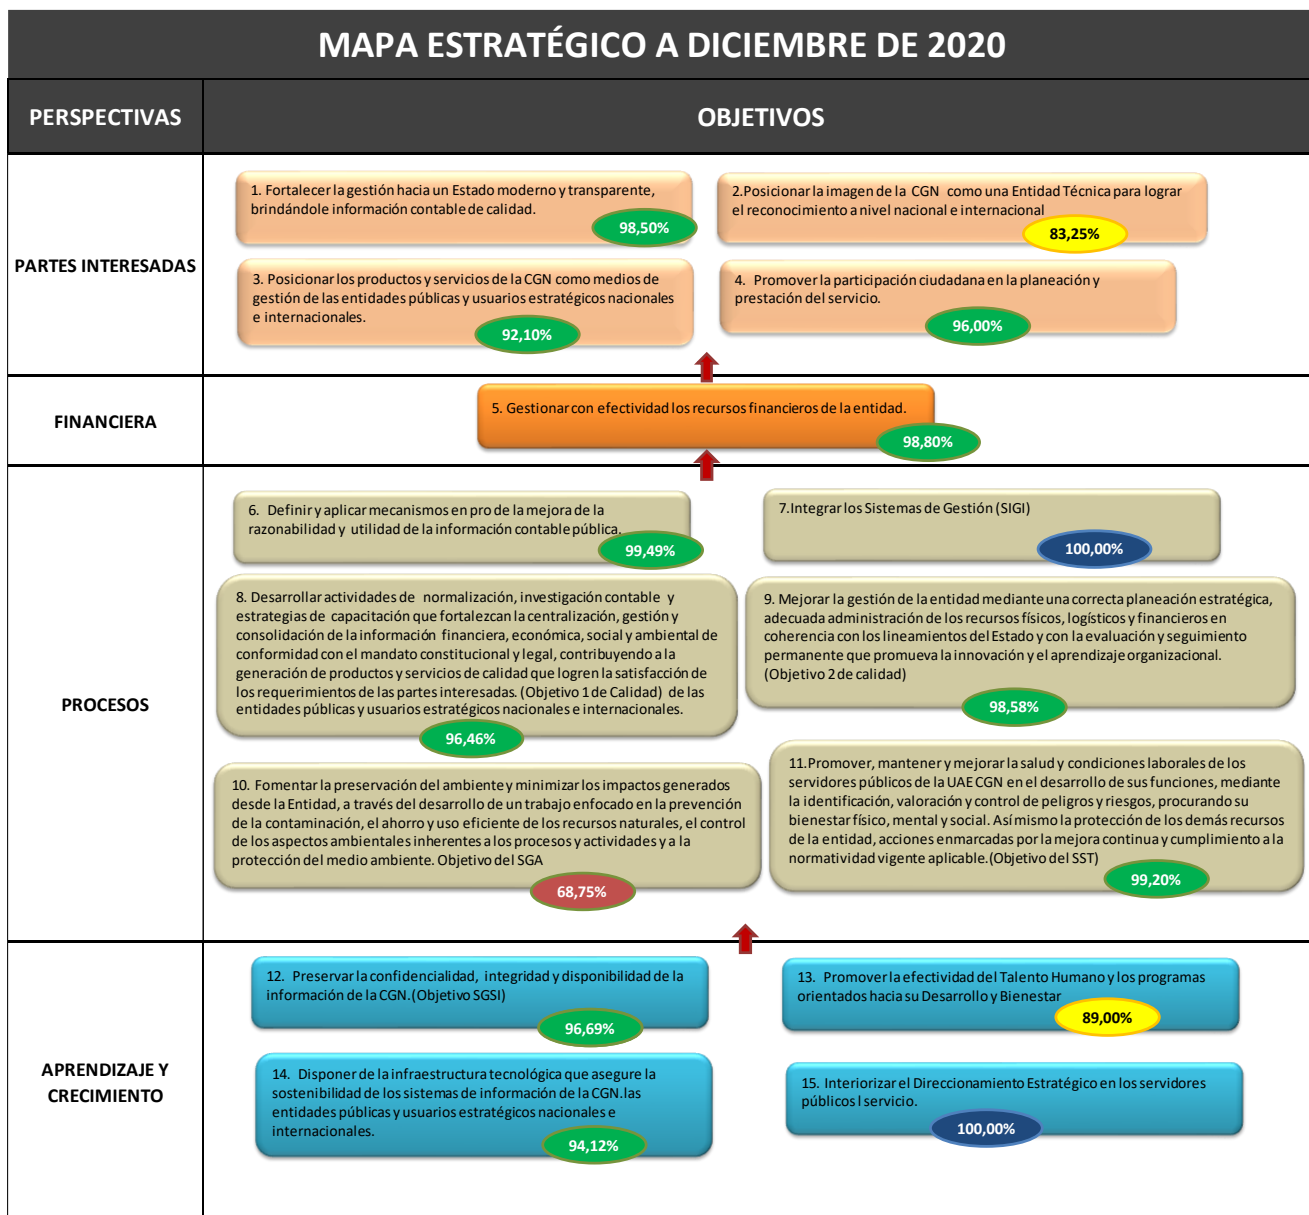 MAPA ESTRATÉGICO A DICIEMBRE DE 2020
PERSPECTIVAS
OBJETIVOS
PARTES INTERESADAS
1. Fortalecer la gestión hacia un Estado moderno y transparente,
brindándole información contable de calidad.
98,50%
2.Posicionar la imagen de la CGN como una Entidad Técnica para lograr
el reconocimiento a nivel nacional e internacional
83,25%
3. Posicionar los productos y servicios de la CGN como medios de
gestión de las entidades públicas y usuarios estratégicos nacionales
e internacionales.
92,10%
4. Promover la participación ciudadana en la planeación y
prestación del servicio.
96,00%
FINANCIERA
5. Gestionar con efectividad los recursos financieros de la entidad.
98,80%
PROCESOS
6. Definir y aplicar mecanismos en pro de la mejora de la
razonabilidad y utilidad de la información contable pública.
99,49%
7.Integrar los Sistemas de Gestión (SIGI)
100,00%
8. Desarrollar actividades de normalización, investigación contable y
estrategias de capacitación que fortalezcan la centralización, gestión y
consolidación de la información financiera, económica, social y ambiental de
conformidad con el mandato constitucional y legal, contribuyendo a la
generación de productos y servicios de calidad que logren la satisfacción de
los requerimientos de las partes interesadas. (Objetivo 1 de Calidad) de las
entidades públicas y usuarios estratégicos nacionales e internacionales.
96,46%
9. Mejorar la gestión de la entidad mediante una correcta planeación estratégica,
adecuada administración de los recursos físicos, logísticos y financieros en
coherencia con los lineamientos del Estado y con la evaluación y seguimiento
permanente que promueva la innovación y el aprendizaje organizacional.
(Objetivo 2 de calidad)
98,58%
10. Fomentar la preservación del ambiente y minimizar los impactos generados
desde la Entidad, a través del desarrollo de un trabajo enfocado en la prevención
de la contaminación, el ahorro y uso eficiente de los recursos naturales, el control
de los aspectos ambientales inherentes a los procesos y actividades y a la
protección del medio ambiente. Objetivo del SGA
68,75%
11.Promover, mantener y mejorar la salud y condiciones laborales de los
servidores públicos de la UAE CGN en el desarrollo de sus funciones, mediante
la identificación, valoración y control de peligros y riesgos, procurando su
bienestar físico, mental y social. Así mismo la protección de los demás recursos
de la entidad, acciones enmarcadas por la mejora continua y cumplimiento a la
normatividad vigente aplicable.(Objetivo del SST)
99,20%
APRENDIZAJE Y
CRECIMIENTO
12. Preservar la confidencialidad, integridad y disponibilidad de la
información de la CGN.(Objetivo SGSI)
96,69%
13. Promover la efectividad del Talento Humano y los programas
orientados hacia su Desarrollo y Bienestar
89,00%
14. Disponer de la infraestructura tecnológica que asegure la
sostenibilidad de los sistemas de información de la CGN.las
entidades públicas y usuarios estratégicos nacionales e
internacionales.
94,12%
15. Interiorizar el Direccionamiento Estratégico en los servidores
públicos l servicio.
100,00%